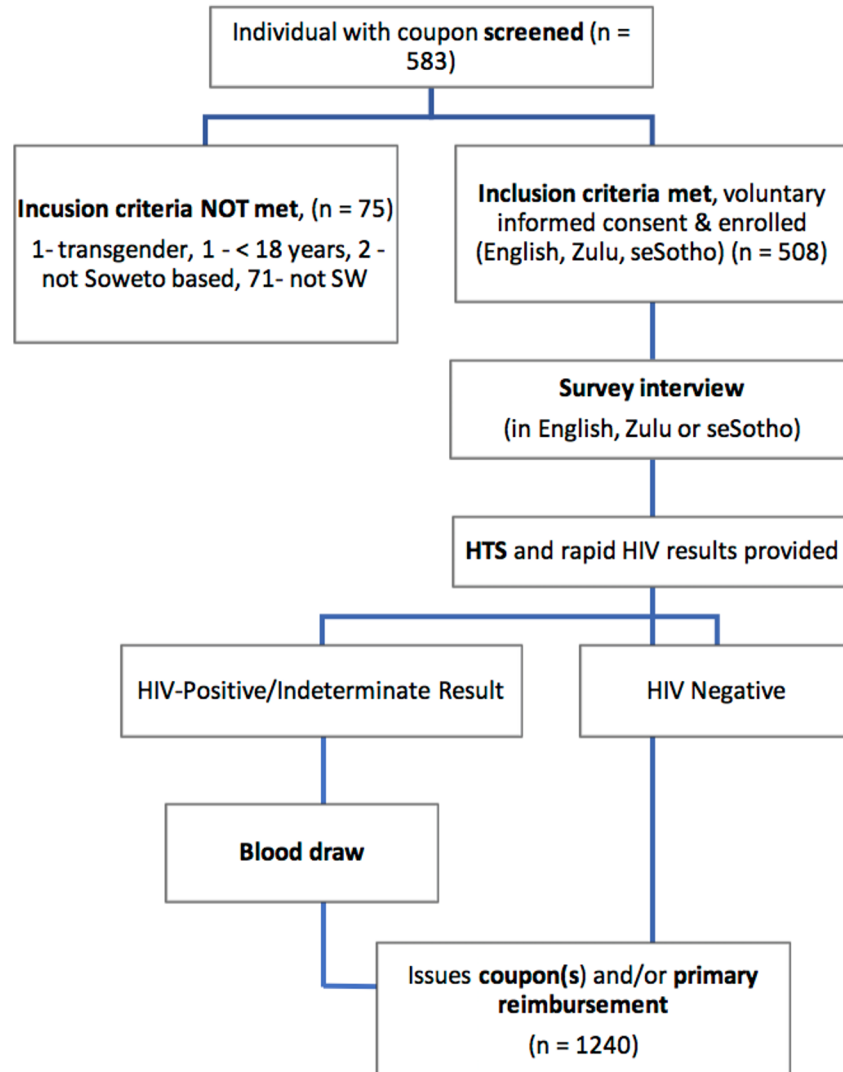 Individual with coupon screened (n =
583)
Incusion criteria NOT met, (n = 75)
1- transgender, 1 - < 18 years, 2 -
not Soweto based, 71- not SW
Inclusion criteria met, voluntary
informed consent & enrolled
(English, Zulu, seSotho) (n = 508)
Survey interview
(in English, Zulu or seSotho)
HTS and rapid HIV results provided
HIV-Positive/Indeterminate Result
HIV Negative
Blood draw
Issues coupon(s) and/or primary
reimbursement
(n = 1240)